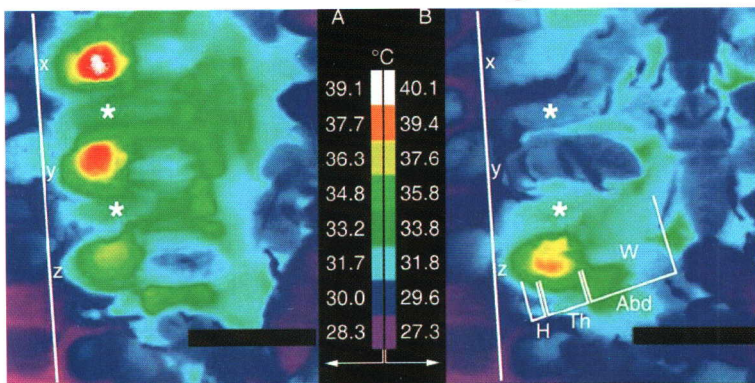 A B
°C
39.1 40.1
37.7 39.4
36.3 37.6
34.8 35.8
33.2 33.8
31.7 31.8
30.0 29.6
28.3 27.3
x
*
y
*
z
x
*
y
*
z
W
Abd
Th
H